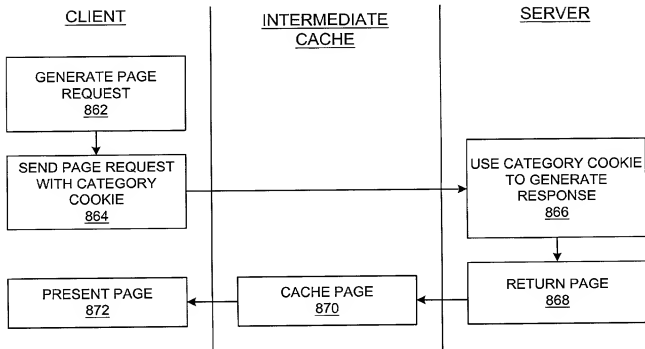 CLIENT
INTERMEDIATE
CACHE
SERVER
GENERATE PAGE
REQUEST
862
SEND PAGE REQUEST
WITH CATEGORY
COOKIE
864
USE CATEGORY COOKIE
TO GENERATE
RESPONSE
866
PRESENT PAGE
872
CACHE PAGE
870
RETURN PAGE
868